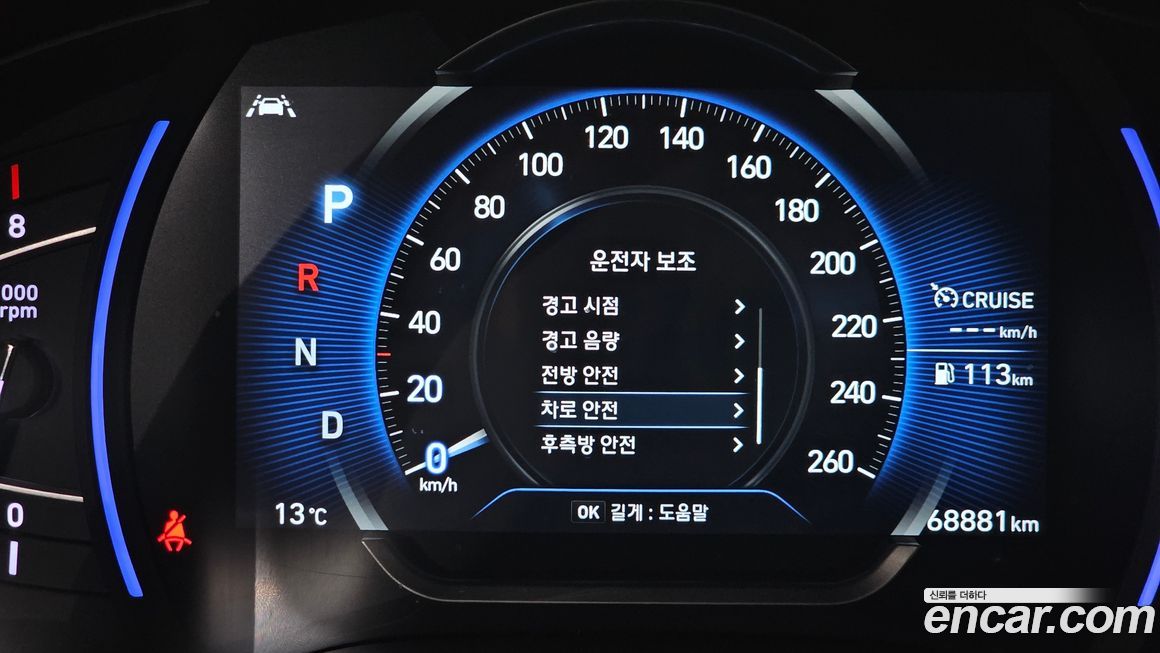 8
000
rpm
0
P
R
N
D
13℃
0
20
40
60
80
100
120
140
160
180
200
220
240
260
km/h
운전자 보조
경고 시점
경고 음량
전방 안전
차로 안전
후측방 안전
OK 길게 : 도움말
CRUISE
---km/h
113km
68881km
신뢰를 더하다
encar.com